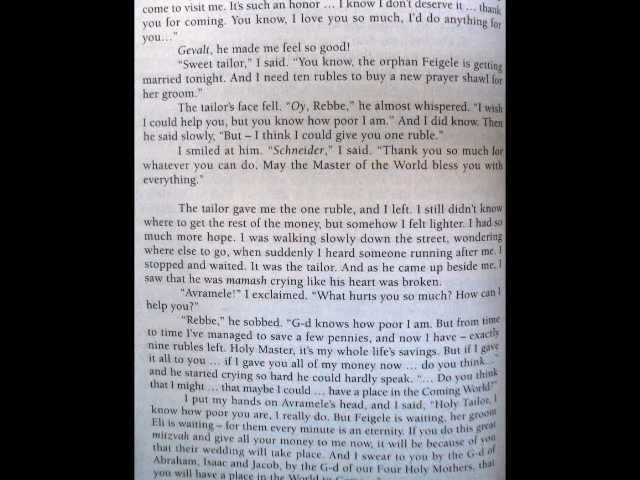 come to visit me. It's such an honor ... I know I don't deserve it ... thank
you for coming. You know, I love you so much, I'd do anything for
you..."
Gevalt, he made me feel so good!
"Sweet tailor," I said. "You know, the orphan Feigele is getting
married tonight. And I need ten rubles to buy a new prayer shawl for
her groom."
The tailor's face fell. "Oy, Rebbe," he almost whispered. "I wish
I could help you, but you know how poor I am." And I did know. Then
he said slowly, "But – I think I could give you one ruble."
I smiled at him. "Schneider," I said. "Thank you so much for
whatever you can do. May the Master of the World bless you with
everything."
The tailor gave me the one ruble, and I left. I still didn't know
where to get the rest of the money, but somehow I felt lighter. I had so
much more hope. I was walking slowly down the street, wondering
where else to go, when suddenly I heard someone running after me. I
stopped and waited. It was the tailor. And as he came up beside me, I
saw that he was mamash crying like his heart was broken.
"Avramele!" I exclaimed. "What hurts you so much? How can I
help you?"
"Rebbe," he sobbed. "G-d knows how poor I am. But from time
to time I've managed to save a few pennies, and now I have – exactly
nine rubles left. Holy Master, it's my whole life's savings. But if I gave
it all to you ... if I gave you all of my money now ... do you think..."
and he started crying so hard he could hardly speak. "... Do you think
that I might ... that maybe I could ... have a place in the Coming World?"
I put my hands on Avramele's head, and I said, "Holy Tailor, I
know how poor you are, I really do. But Feigele is waiting, her groom
Eli is waiting – for them every minute is an eternity. If you do this great
mitzvah and give all your money to me now, it will be because of you
that their wedding will take place. And I swear to you by the G-d of
Abraham, Isaac and Jacob, by the G-d of our Four Holy Mothers, that
you will have a place in the World to